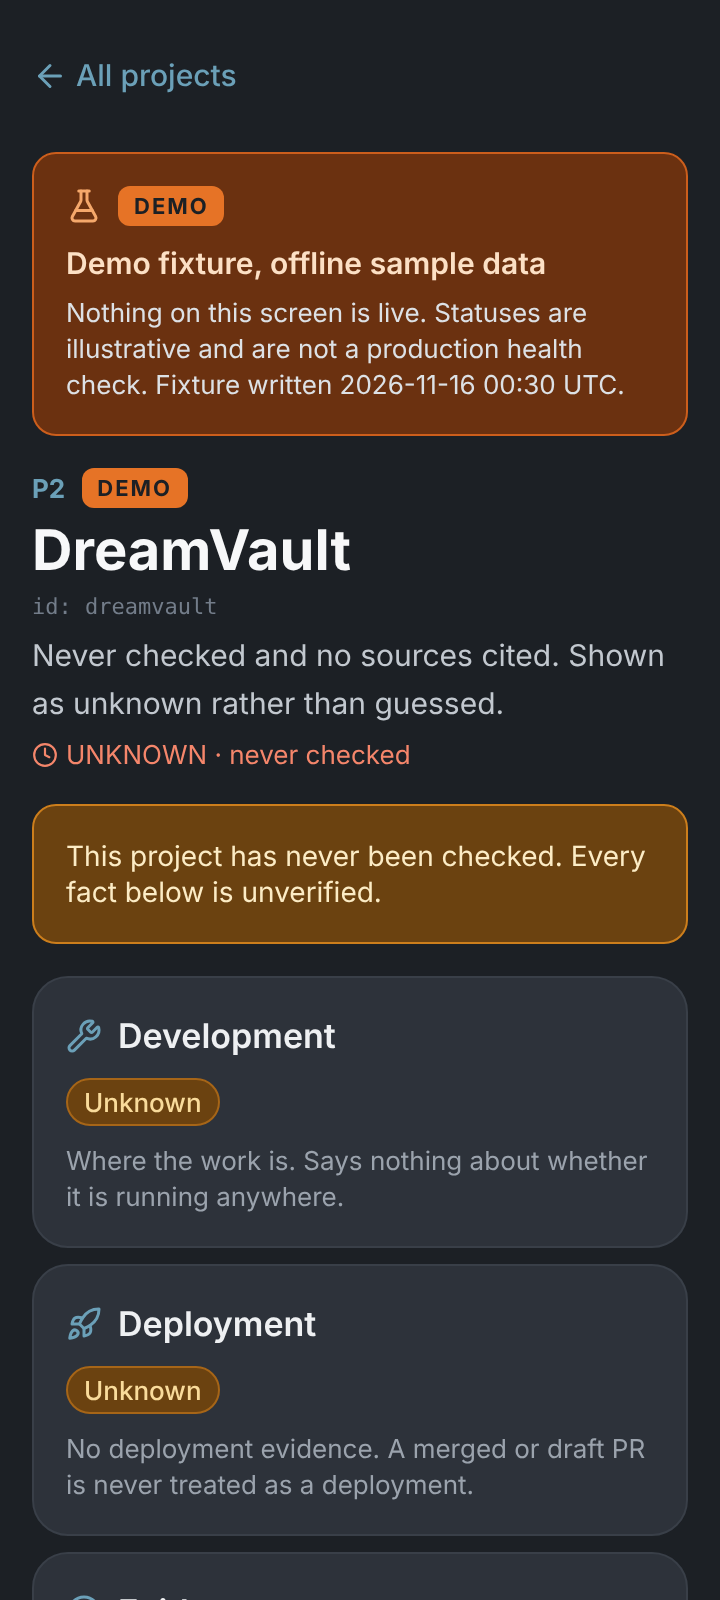 All projects
DEMO
Demo fixture, offline sample data
Nothing on this screen is live. Statuses are
illustrative and are not a production health
check. Fixture written 2026-11-16 00:30 UTC.
P2 DEMO
DreamVault
id: dreamvault
Never checked and no sources cited. Shown
as unknown rather than guessed.
UNKNOWN · never checked
This project has never been checked. Every
fact below is unverified.
Development
Unknown
Where the work is. Says nothing about whether
it is running anywhere.
Deployment
Unknown
No deployment evidence. A merged or draft PR
is never treated as a deployment.